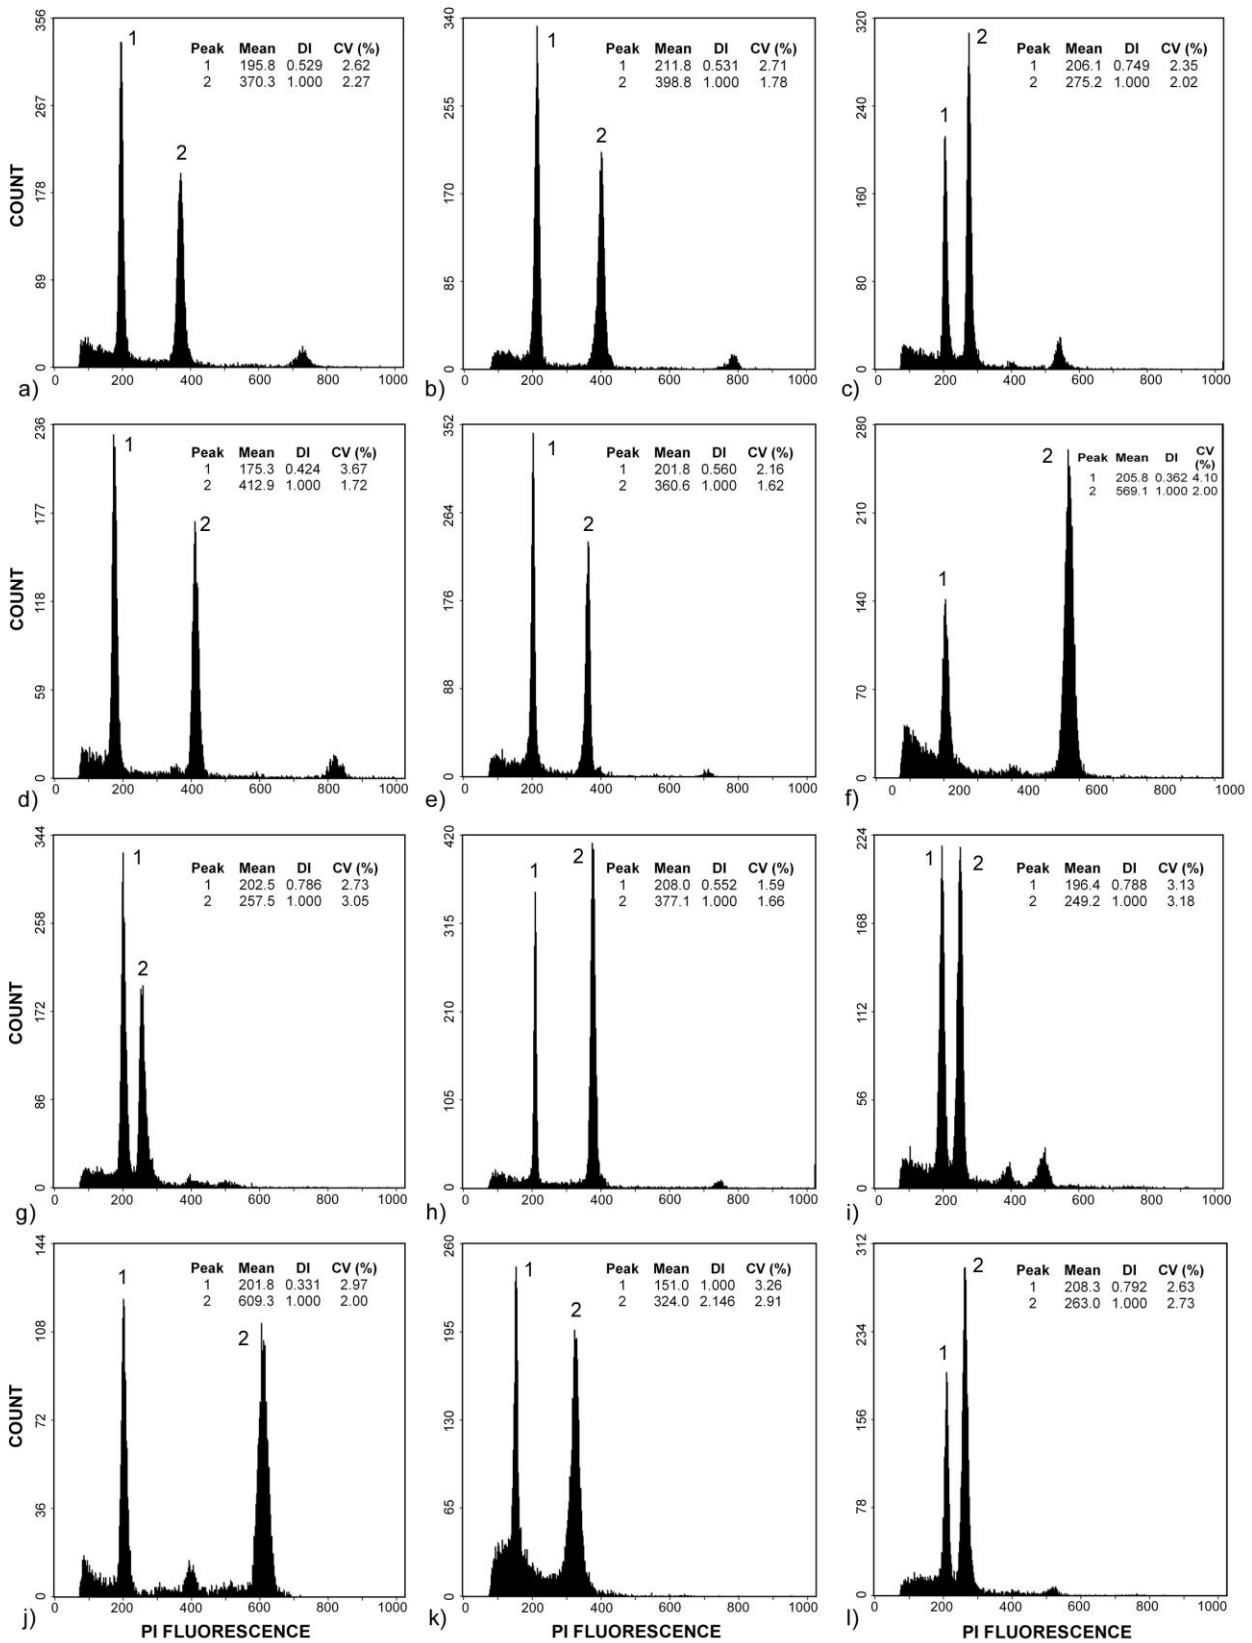 356
267
178
89
0
COUNT
1
2
Peak Mean DI CV (%)
1 195.8 0.529 2.62
2 370.3 1.000 2.27
0 200 400 600 800 1000
a)
340
255
170
85
0
1
2
Peak Mean DI CV (%)
1 211.8 0.531 2.71
2 398.8 1.000 1.78
0 200 400 600 800 1000
b)
320
240
160
80
0
1
2
Peak Mean DI CV (%)
1 206.1 0.749 2.35
2 275.2 1.000 2.02
0 200 400 600 800 1000
c)
236
177
118
59
0
COUNT
1
2
Peak Mean DI CV (%)
1 175.3 0.424 3.67
2 412.9 1.000 1.72
0 200 400 600 800 1000
d)
352
264
176
88
0
1
2
Peak Mean DI CV (%)
1 201.8 0.560 2.16
2 360.6 1.000 1.62
0 200 400 600 800 1000
e)
280
210
140
70
0
1
2
Peak Mean DI CV
(%)
1 205.8 0.362 4.10
2 569.1 1.000 2.00
0 200 400 600 800 1000
f)
344
258
172
86
0
COUNT
1
2
Peak Mean DI CV (%)
1 202.5 0.786 2.73
2 257.5 1.000 3.05
0 200 400 600 800 1000
g)
420
315
210
105
0
1
2
Peak Mean DI CV (%)
1 208.0 0.552 1.59
2 377.1 1.000 1.66
0 200 400 600 800 1000
h)
224
168
112
56
0
1
2
Peak Mean DI CV (%)
1 196.4 0.788 3.13
2 249.2 1.000 3.18
0 200 400 600 800 1000
i)
144
108
72
36
0
COUNT
1
2
Peak Mean DI CV (%)
1 201.8 0.331 2.97
2 609.3 1.000 2.00
0 200 400 600 800 1000
j)
PI FLUORESCENCE
260
195
130
65
0
1
2
Peak Mean DI CV (%)
1 151.0 1.000 3.26
2 324.0 2.146 2.91
0 200 400 600 800 1000
k)
PI FLUORESCENCE
312
234
156
78
0
1
2
Peak Mean DI CV (%)
1 208.3 0.792 2.63
2 263.0 1.000 2.73
0 200 400 600 800 1000
l)
PI FLUORESCENCE